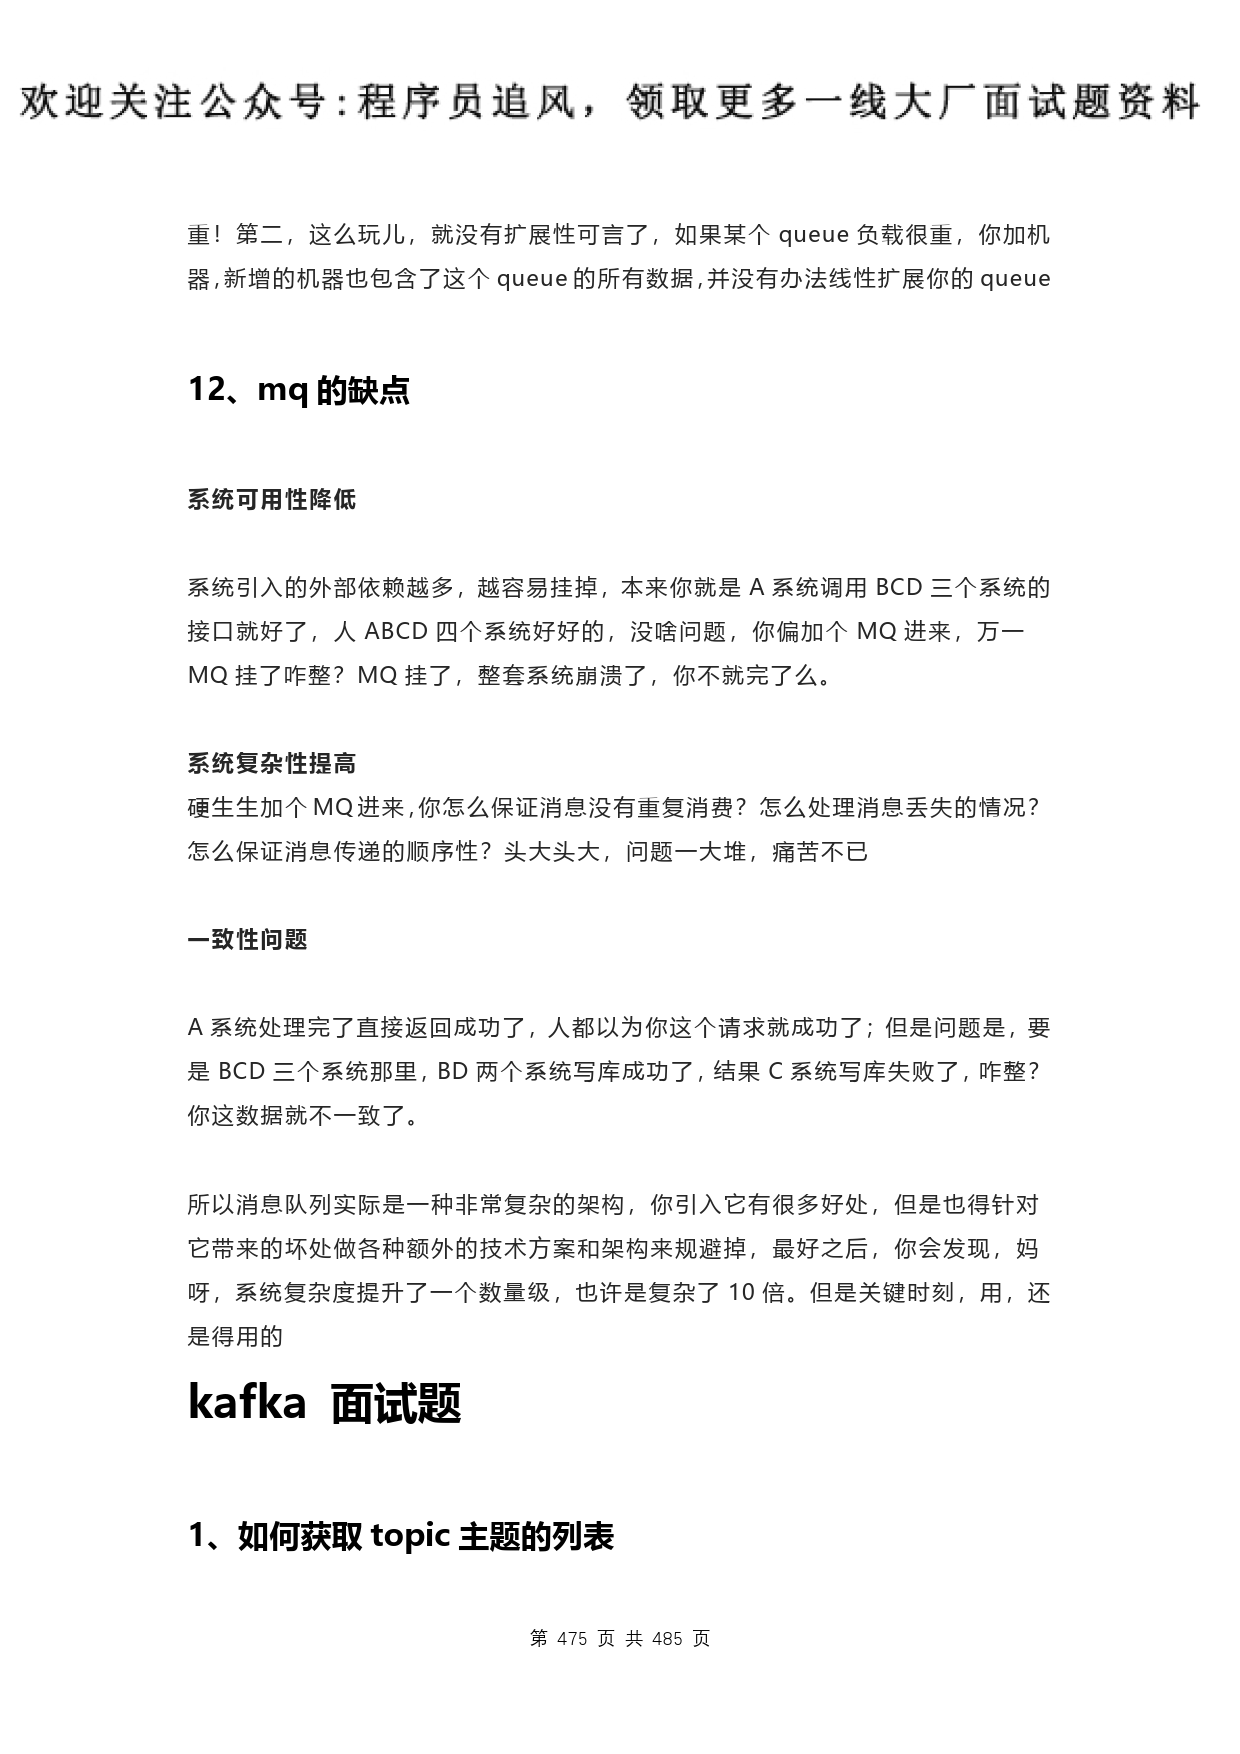 欢迎关注公众号:程序员追风，领取更多一线大厂面试题资料
重！第二，这么玩儿，就没有扩展性可言了，如果某个 queue 负载很重，你加机
器,新增的机器也包含了这个 queue 的所有数据,并没有办法线性扩展你的 queue
12、mq 的缺点
系统可用性降低
系统引入的外部依赖越多，越容易挂掉，本来你就是 A 系统调用 BCD 三个系统的
接口就好了，人 ABCD 四个系统好好的，没啥问题，你偏加个 MQ 进来，万一
MQ 挂了咋整？MQ 挂了，整套系统崩溃了，你不就完了么。
系统复杂性提高
硬生生加个 MQ 进来,你怎么保证消息没有重复消费？怎么处理消息丢失的情况？
怎么保证消息传递的顺序性？头大头大，问题一大堆，痛苦不已
一致性问题
A 系统处理完了直接返回成功了，人都以为你这个请求就成功了；但是问题是，要
是 BCD 三个系统那里，BD 两个系统写库成功了，结果 C 系统写库失败了，咋整？
你这数据就不一致了。
所以消息队列实际是一种非常复杂的架构，你引入它有很多好处，但是也得针对
它带来的坏处做各种额外的技术方案和架构来规避掉，最好之后，你会发现，妈
呀，系统复杂度提升了一个数量级，也许是复杂了 10 倍。但是关键时刻，用，还
是得用的
kafka 面试题
1、如何获取 topic 主题的列表
第 475 页 共 485 页